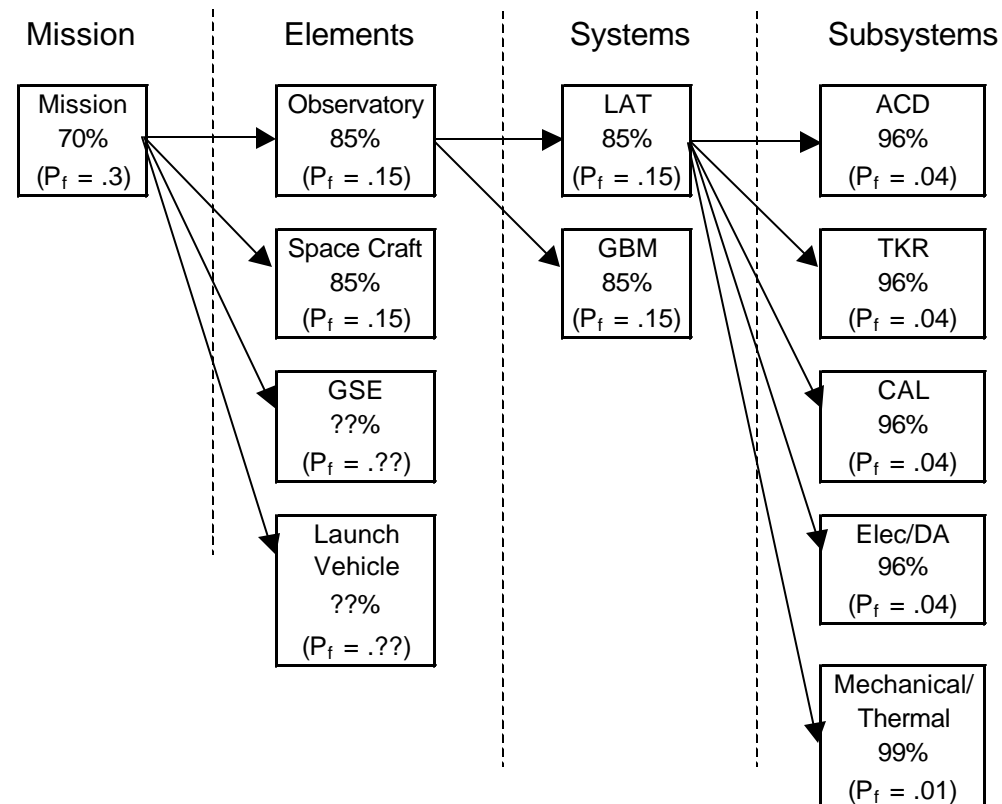 Mission
Elements
Systems
Subsystems
Mission
70%
(Pf = .3)
Observatory
85%
(Pf = .15)
Space Craft
85%
(Pf = .15)
GSE
??%
(Pf = .??)
Launch
Vehicle
??%
(Pf = .??)
LAT
85%
(Pf = .15)
GBM
85%
(Pf = .15)
ACD
96%
(Pf = .04)
TKR
96%
(Pf = .04)
CAL
96%
(Pf = .04)
Elec/DA
96%
(Pf = .04)
Mechanical/
Thermal
99%
(Pf = .01)